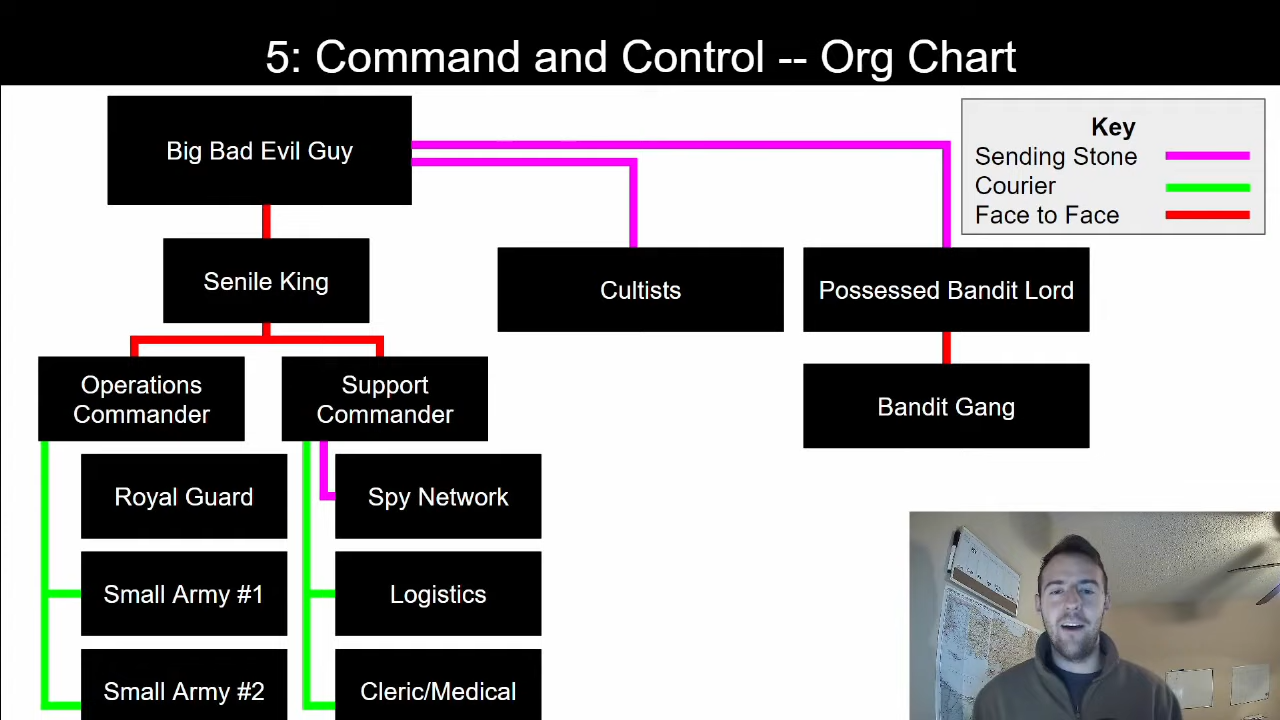 5: Command and Control -- Org Chart
Big Bad Evil Guy
Key
Sending Stone
Courier
Face to Face
Senile King
Cultists
Possessed Bandit Lord
Operations
Commander
Support
Commander
Bandit Gang
Royal Guard
Spy Network
Small Army #1
Logistics
Small Army #2
Cleric/Medical